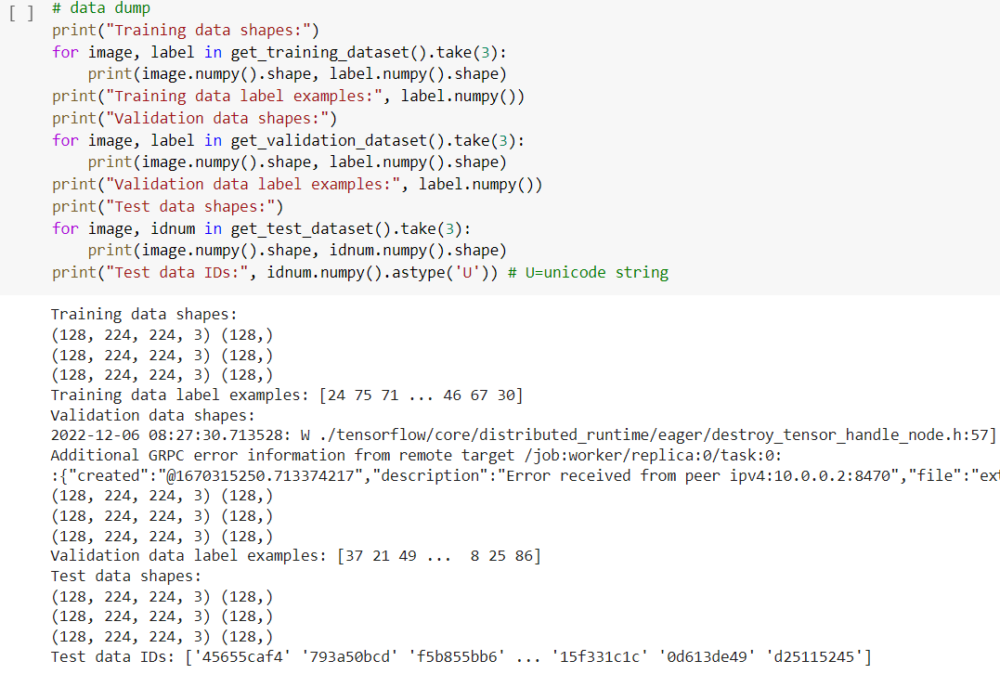 [ ] # data dump
print("Training data shapes:")
for image, label in get_training_dataset().take(3):
    print(image.numpy().shape, label.numpy().shape)
print("Training data label examples:", label.numpy())
print("Validation data shapes:")
for image, label in get_validation_dataset().take(3):
    print(image.numpy().shape, label.numpy().shape)
print("Validation data label examples:", label.numpy())
print("Test data shapes:")
for image, idnum in get_test_dataset().take(3):
    print(image.numpy().shape, idnum.numpy().shape)
print("Test data IDs:", idnum.numpy().astype('U')) # U=unicode string
Training data shapes:
(128, 224, 224, 3) (128,)
(128, 224, 224, 3) (128,)
(128, 224, 224, 3) (128,)
Training data label examples: [24 75 71 ... 46 67 30]
Validation data shapes:
2022-12-06 08:27:30.713528: W ./tensorflow/core/distributed_runtime/eager/destroy_tensor_handle_node.h:57]
Additional GRPC error information from remote target /job:worker/replica:0/task:0:
:{"created":"@1670315250.713374217","description":"Error received from peer ipv4:10.0.0.2:8470","file":"ext
(128, 224, 224, 3) (128,)
(128, 224, 224, 3) (128,)
(128, 224, 224, 3) (128,)
Validation data label examples: [37 21 49 ...  8 25 86]
Test data shapes:
(128, 224, 224, 3) (128,)
(128, 224, 224, 3) (128,)
(128, 224, 224, 3) (128,)
Test data IDs: ['45655caf4' '793a50bcd' 'f5b855bb6' ... '15f331c1c' '0d613de49' 'd25115245']